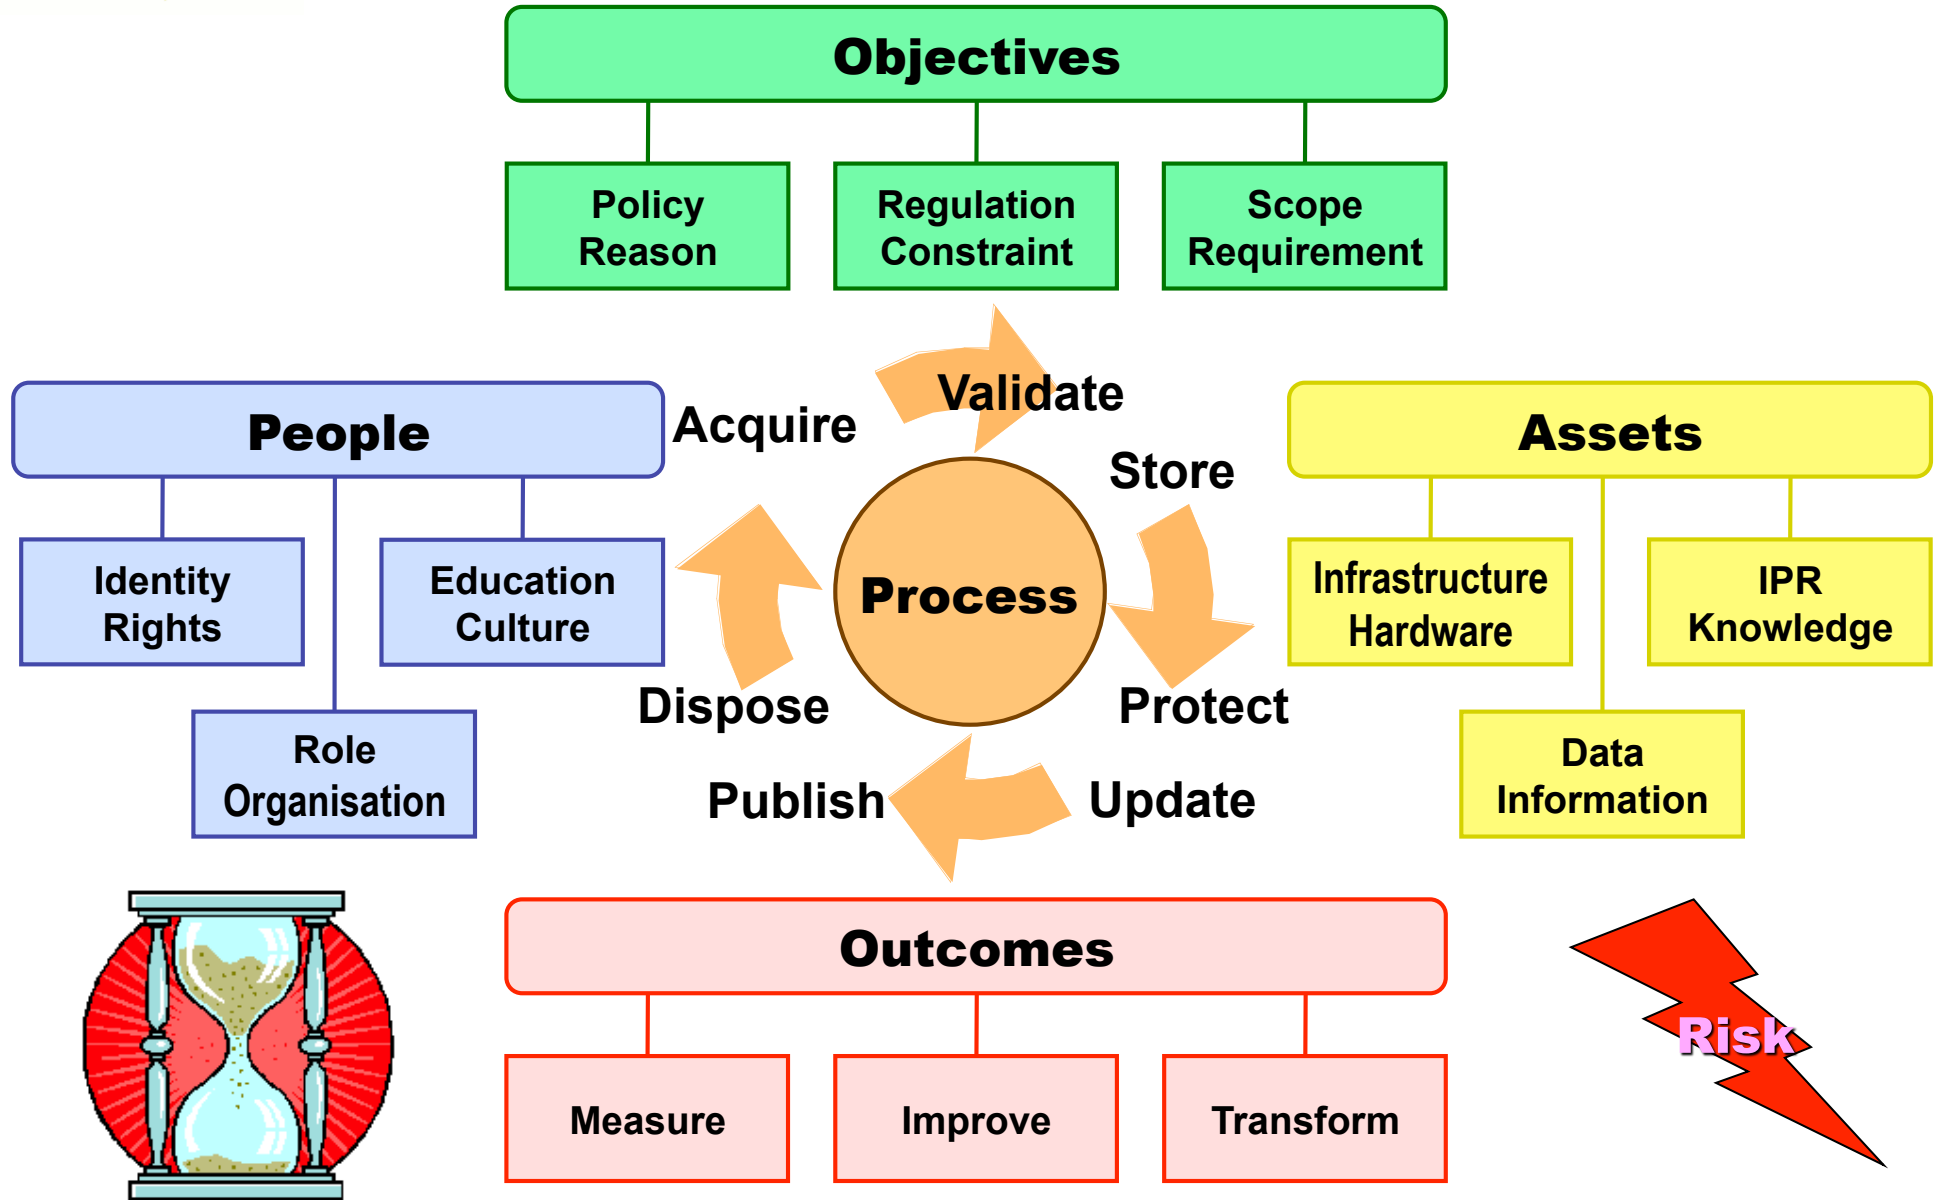 Objectives
Policy
Reason
Regulation
Constraint
Scope
Requirement
People
Identity
Rights
Education
Culture
Role
Organisation
Acquire
Validate
Store
Process
Dispose
Protect
Publish
Update
Assets
Infrastructure
Hardware
IPR
Knowledge
Data
Information
Outcomes
Measure
Improve
Transform
Risk